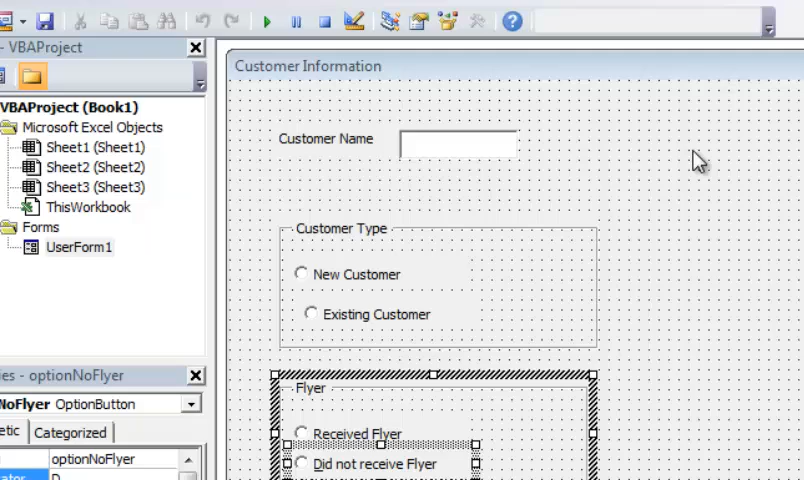 - VBAProject
VBAProject (Book1)
Microsoft Excel Objects
Sheet1 (Sheet1)
Sheet2 (Sheet2)
Sheet3 (Sheet3)
ThisWorkbook
Forms
UserForm1
Customer Information
Customer Name
Customer Type
New Customer
Existing Customer
Flyer
Received Flyer
Did not receive Flyer
ies - optionNoFlyer
NoFlyer OptionButton
etic Categorized
optionNoFlyer